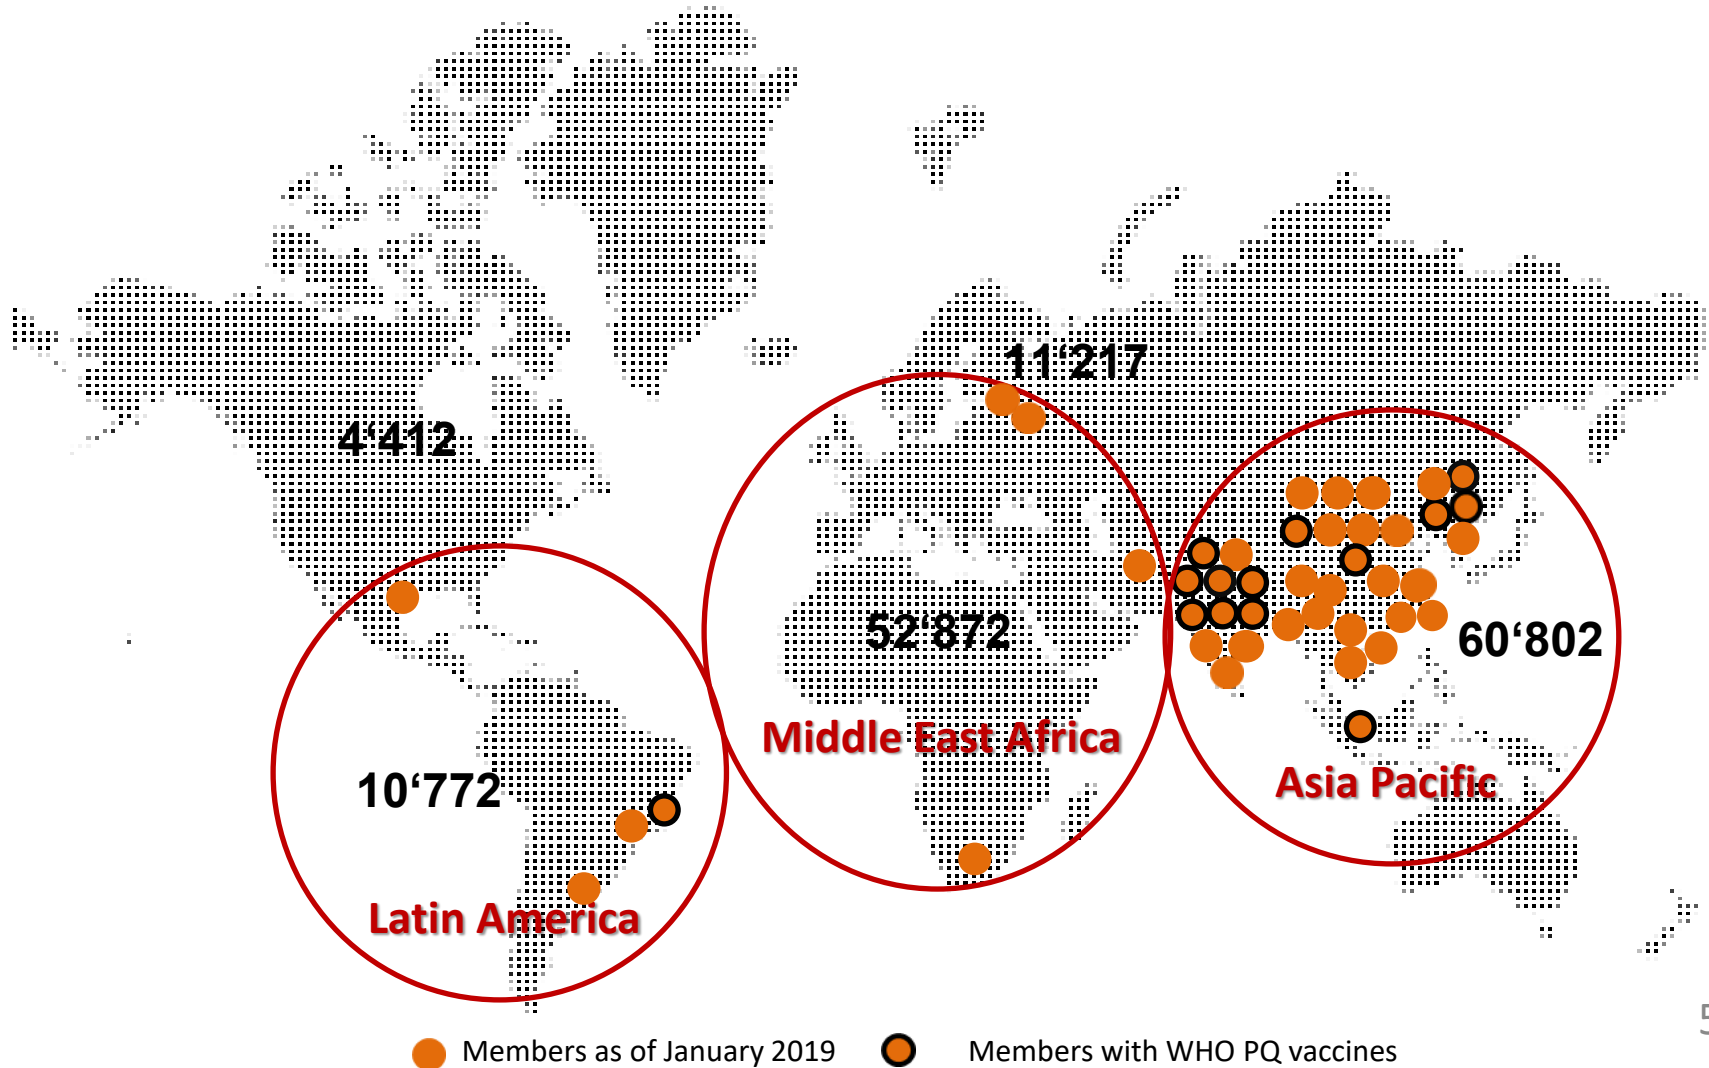 11‘217
4‘412
52‘872
60‘802
Middle East Africa
Asia Pacific
10‘772
Latin America
5
Members as of January 2019
Members with WHO PQ vaccines